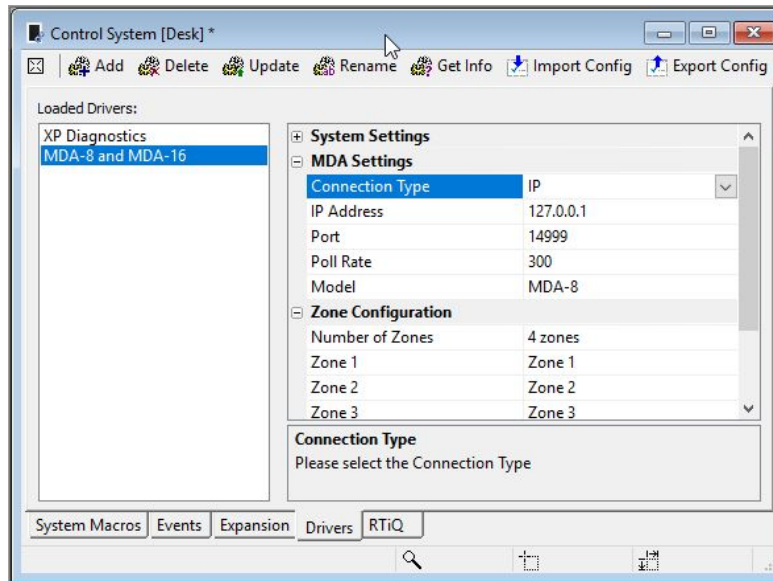 Control System [Desk] *
Add Delete Update Rename Get Info Import Config Export Config
Loaded Drivers:
XP Diagnostics
MDA-8 and MDA-16
System Settings
MDA Settings
Connection Type IP
IP Address 127.0.0.1
Port 14999
Poll Rate 300
Model MDA-8
Zone Configuration
Number of Zones 4 zones
Zone 1 Zone 1
Zone 2 Zone 2
Zone 3 Zone 3
Connection Type
Please select the Connection Type
System Macros Events Expansion Drivers RTiQ